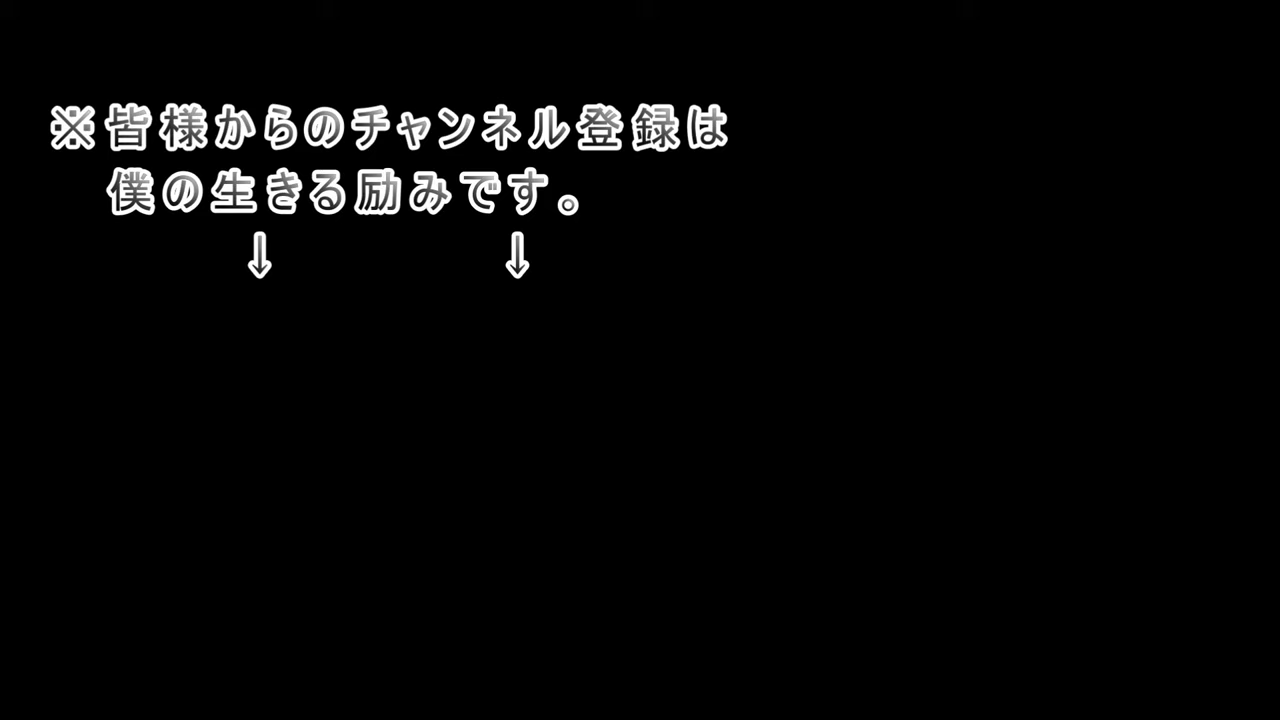 ※皆様からのチャンネル登録は
僕の生きる励みです。
↓ ↓